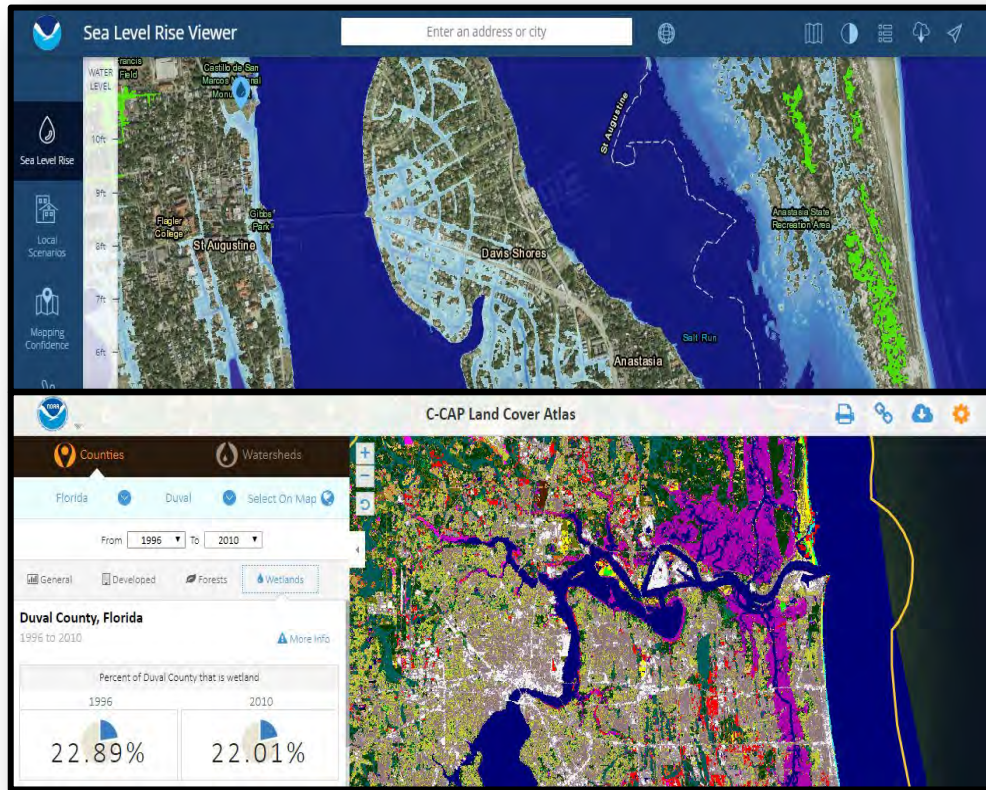 Sea Level Rise Viewer
Enter an address or city
WATER
LEVEL
10ft
9ft
8ft
7ft
6ft
Sea Level Rise
Local
Scenarios
Mapping
Confidence
Francis
Field
Castillo de San
Marcos National
Flagler
College
St Augustine
Gibbs
Park
Davis Shores
Anastasia
St Augustine
Salt Run
Anastasia State
Recreation Area
NOAA
C-CAP Land Cover Atlas
Counties
Watersheds
Florida
Duval
Select On Map
From 1996 To 2010
General
Developed
Forests
Wetlands
Duval County, Florida
1996 to 2010
More Info
Percent of Duval County that is wetland
1996
2010
22.89%
22.01%
+
−